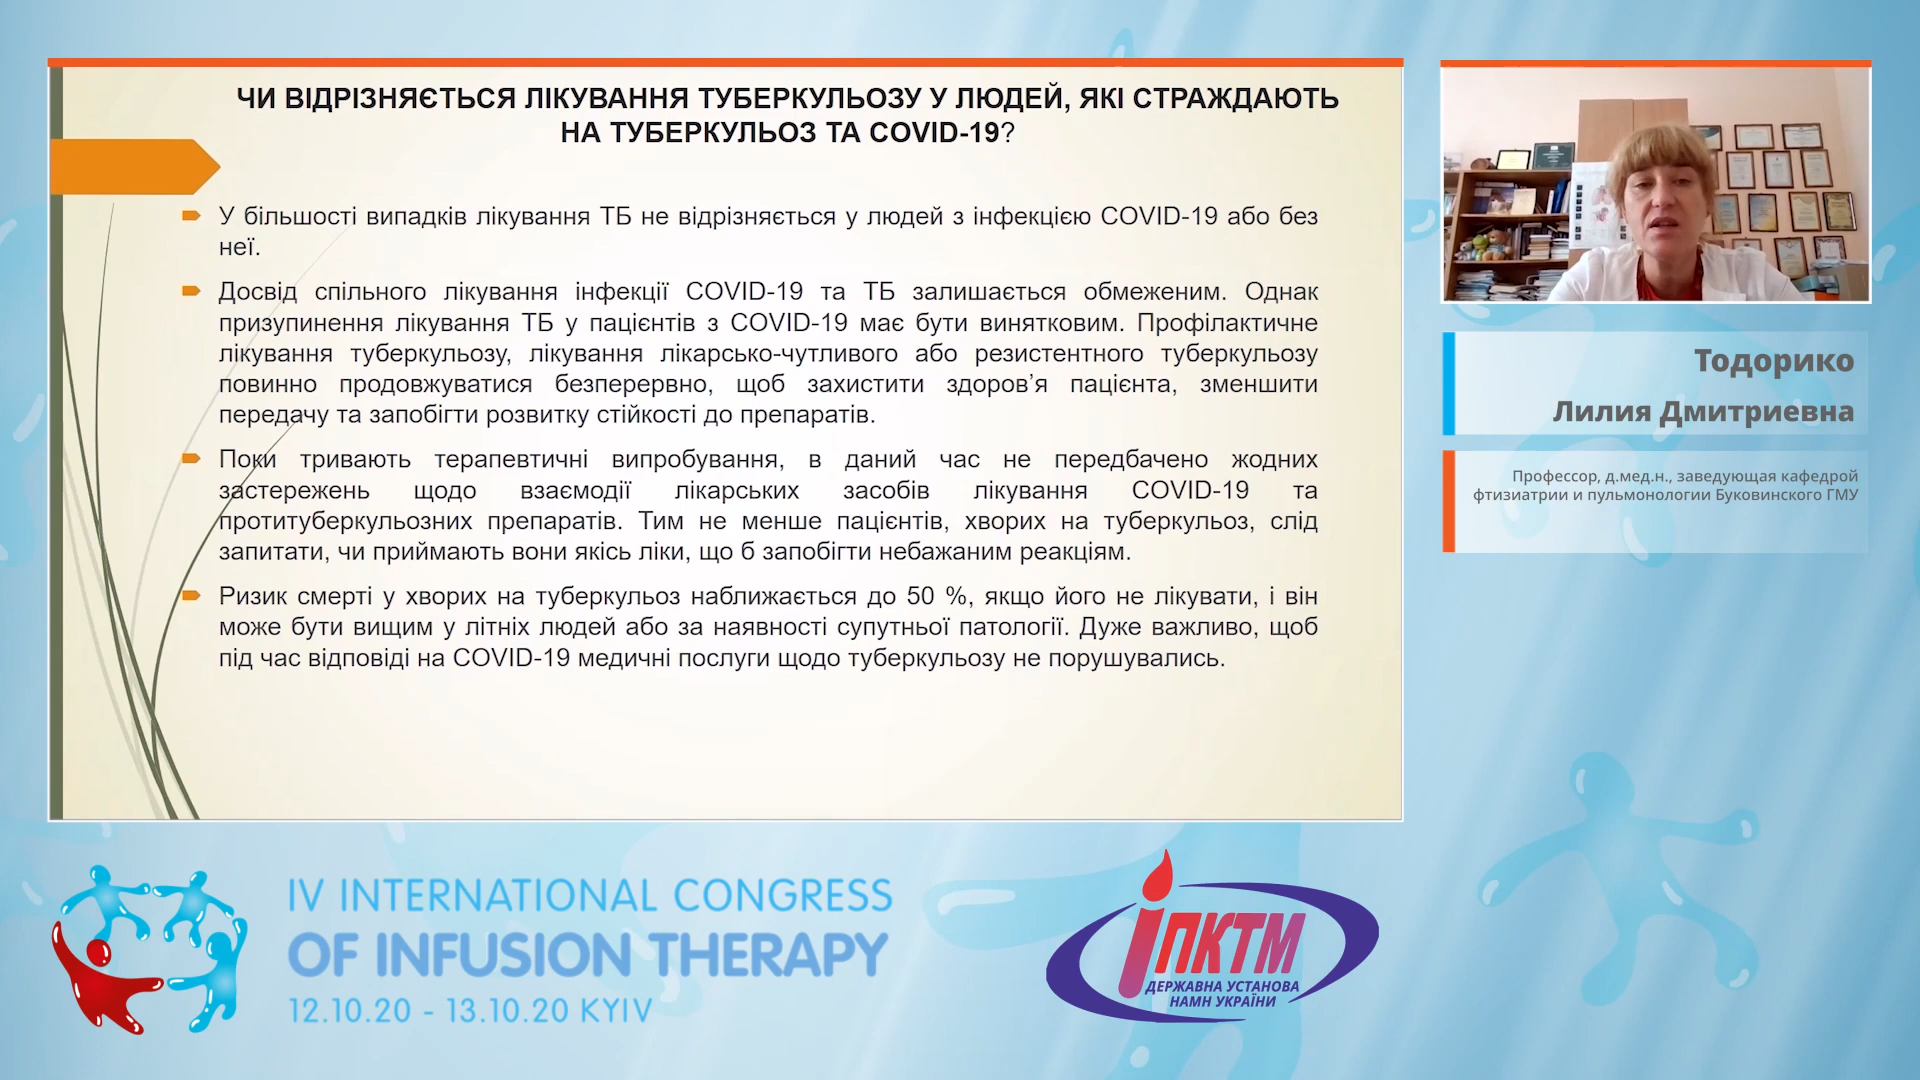 ЧИ ВІДРІЗНЯЄТЬСЯ ЛІКУВАННЯ ТУБЕРКУЛЬОЗУ У ЛЮДЕЙ, ЯКІ СТРАЖДАЮТЬ
НА ТУБЕРКУЛЬОЗ ТА COVID-19?
У більшості випадків лікування ТБ не відрізняється у людей з інфекцією COVID-19 або без
неї.
Досвід спільного лікування інфекції COVID-19 та ТБ залишається обмеженим. Однак
призупинення лікування ТБ у пацієнтів з COVID-19 має бути винятковим. Профілактичне
лікування туберкульозу, лікування лікарсько-чутливого або резистентного туберкульозу
повинно продовжуватися безперервно, щоб захистити здоров’я пацієнта, зменшити
передачу та запобігти розвитку стійкості до препаратів.
Поки тривають терапевтичні випробування, в даний час не передбачено жодних
застережень щодо взаємодії лікарських засобів лікування COVID-19 та
протитуберкульозних препаратів. Тим не менше пацієнтів, хворих на туберкульоз, слід
запитати, чи приймають вони якісь ліки, що б запобігти небажаним реакціям.
Ризик смерті у хворих на туберкульоз наближається до 50 %, якщо його не лікувати, і він
може бути вищим у літніх людей або за наявності супутньої патології. Дуже важливо, щоб
під час відповіді на COVID-19 медичні послуги щодо туберкульозу не порушувались.
Тодорико
Лилия Дмитриевна
Профессор, д.мед.н., заведующая кафедрой
фтизиатрии и пульмонологии Буковинского ГМУ
IV INTERNATIONAL CONGRESS
OF INFUSION THERAPY
12.10.20 - 13.10.20 KYIV
ІПКТМ
ДЕРЖАВНА УСТАНОВА
НАМН УКРАЇНИ